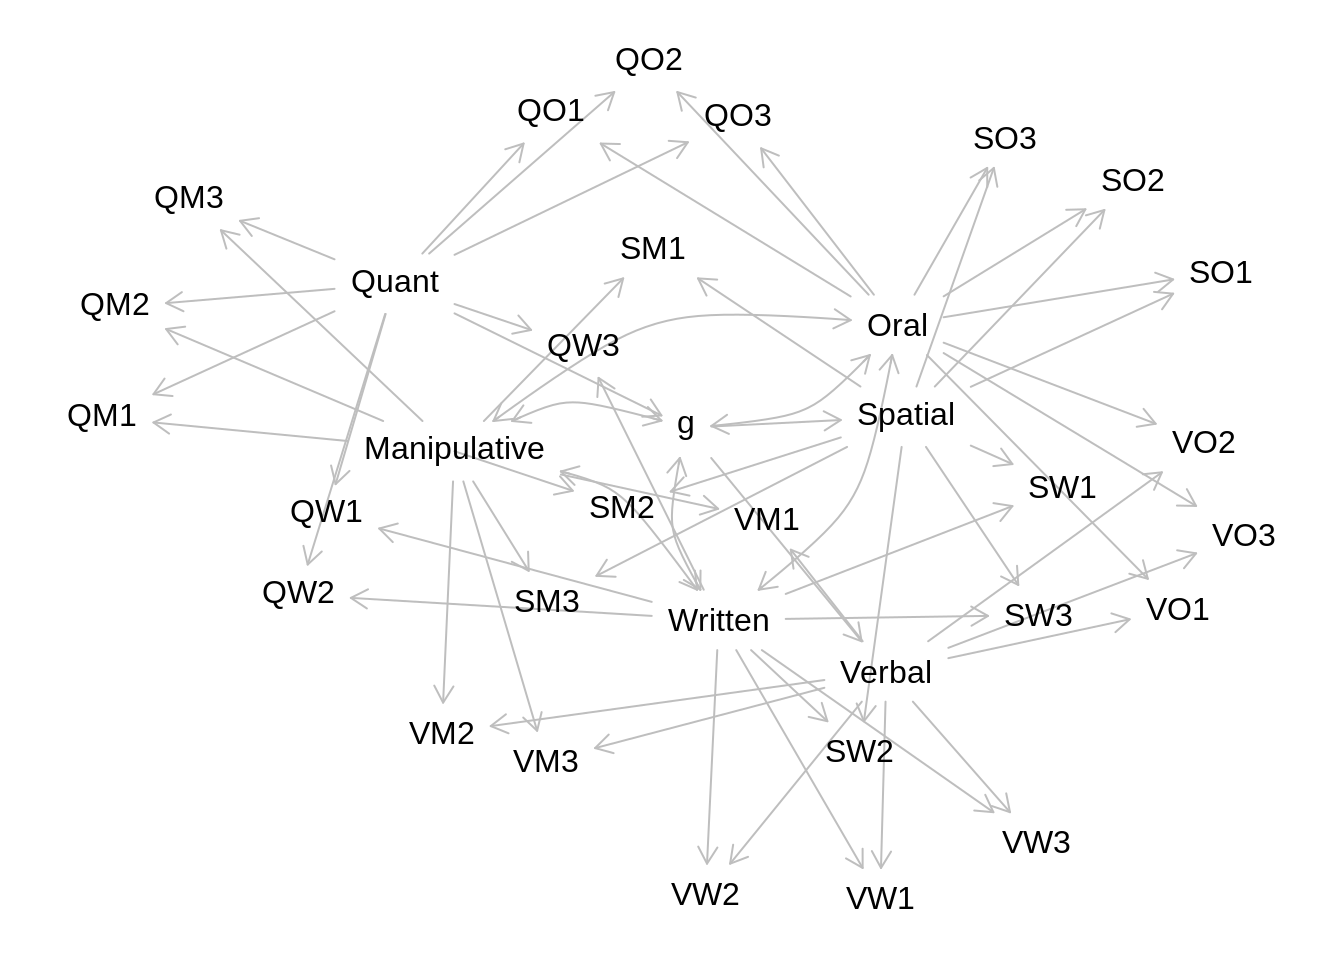 QO2
QO1
QO3
SO3
SO2
QM3
SM1
SO1
Quant
QM2
Oral
QW3
QM1
Spatial
g
VO2
Manipulative
SW1
QW1
SM2
VM1
VO3
QW2
SM3
VO1
SW3
Written
Verbal
VM2
SW2
VM3
VW3
VW2
VW1